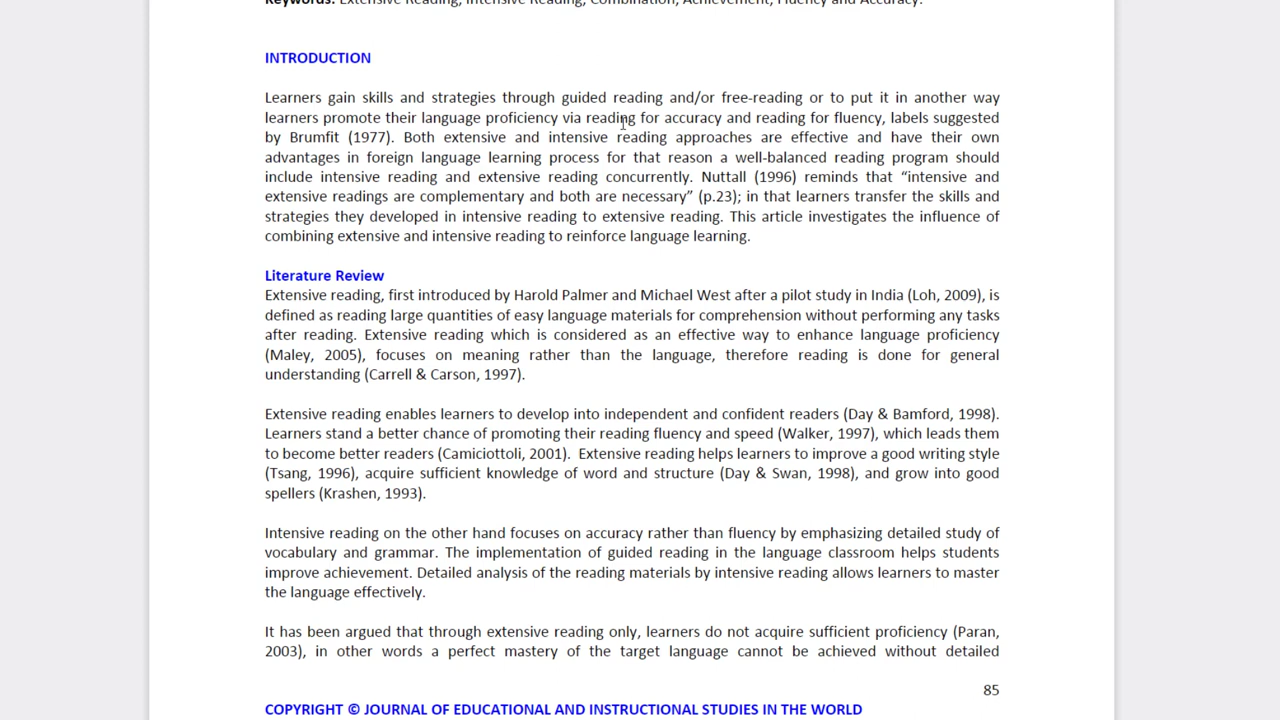 Keywords: Extensive Reading, Intensive Reading, Combination, Achievement, Fluency and Accuracy.
INTRODUCTION
Learners gain skills and strategies through guided reading and/or free-reading or to put it in another way
learners promote their language proficiency via reading for accuracy and reading for fluency, labels suggested
by Brumfit (1977). Both extensive and intensive reading approaches are effective and have their own
advantages in foreign language learning process for that reason a well-balanced reading program should
include intensive reading and extensive reading concurrently. Nuttall (1996) reminds that “intensive and
extensive readings are complementary and both are necessary” (p.23); in that learners transfer the skills and
strategies they developed in intensive reading to extensive reading. This article investigates the influence of
combining extensive and intensive reading to reinforce language learning.
Literature Review
Extensive reading, first introduced by Harold Palmer and Michael West after a pilot study in India (Loh, 2009), is
defined as reading large quantities of easy language materials for comprehension without performing any tasks
after reading. Extensive reading which is considered as an effective way to enhance language proficiency
(Maley, 2005), focuses on meaning rather than the language, therefore reading is done for general
understanding (Carrell & Carson, 1997).
Extensive reading enables learners to develop into independent and confident readers (Day & Bamford, 1998).
Learners stand a better chance of promoting their reading fluency and speed (Walker, 1997), which leads them
to become better readers (Camiciottoli, 2001). Extensive reading helps learners to improve a good writing style
(Tsang, 1996), acquire sufficient knowledge of word and structure (Day & Swan, 1998), and grow into good
spellers (Krashen, 1993).
Intensive reading on the other hand focuses on accuracy rather than fluency by emphasizing detailed study of
vocabulary and grammar. The implementation of guided reading in the language classroom helps students
improve achievement. Detailed analysis of the reading materials by intensive reading allows learners to master
the language effectively.
It has been argued that through extensive reading only, learners do not acquire sufficient proficiency (Paran,
2003), in other words a perfect mastery of the target language cannot be achieved without detailed
85
COPYRIGHT © JOURNAL OF EDUCATIONAL AND INSTRUCTIONAL STUDIES IN THE WORLD